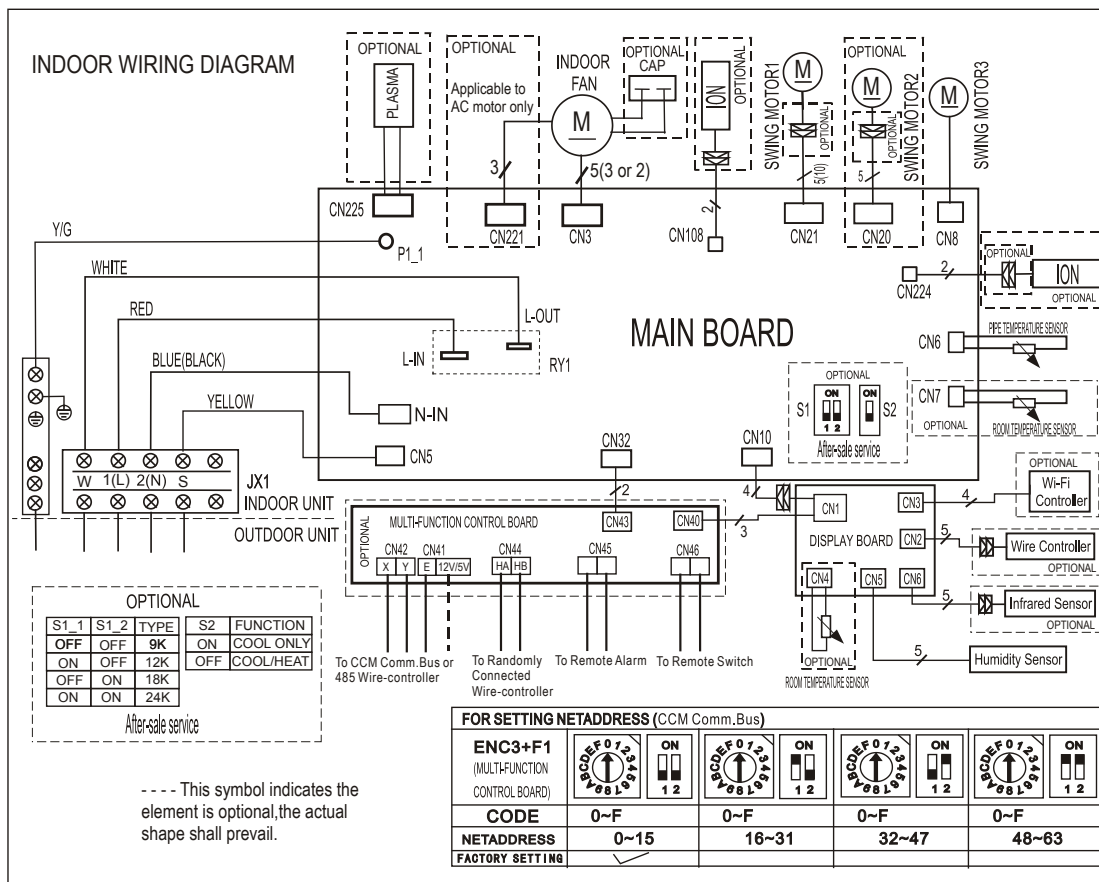 INDOOR WIRING DIAGRAM
OPTIONAL
PLASMA
OPTIONAL
Applicable to
AC motor only
INDOOR
FAN
M
OPTIONAL
CAP
ION
OPTIONAL
SWING MOTOR1
M
OPTIONAL
OPTIONAL
M
OPTIONAL
SWING MOTOR2
M
SWING MOTOR3
3
5(3 or 2)
2
5(10)
5
CN225
CN221
CN3
CN108
CN21
CN20
CN8
Y/G
P1_1
WHITE
RED
BLUE(BLACK)
YELLOW
L-OUT
L-IN
RY1
N-IN
CN5
MAIN BOARD
CN224
2
OPTIONAL
ION
OPTIONAL
CN6
PIPE TEMPERATURE SENSOR
CN7
OPTIONAL
ROOM TEMPERATURE SENSOR
OPTIONAL
S1
ON
1 2
ON
S2
After-sale service
W 1(L) 2(N) S
JX1
INDOOR UNIT
OUTDOOR UNIT
CN32
CN10
2
4
3
OPTIONAL
MULTI-FUNCTION CONTROL BOARD
CN43
CN40
CN42
X Y
CN41
E 12V/5V
CN44
HA HB
CN45
CN46
To CCM Comm.Bus or
485 Wire-controller
To Randomly
Connected
Wire-controller
To Remote Alarm
To Remote Switch
CN1
CN3
DISPLAY BOARD
CN2
CN4
CN5
CN6
OPTIONAL
ROOM TEMPERATURE SENSOR
4
OPTIONAL
Wi-Fi
Controller
5
Wire Controller
OPTIONAL
5
Infrared Sensor
OPTIONAL
5
Humidity Sensor
OPTIONAL
S1_1 S1_2 TYPE
OFF OFF 9K
ON OFF 12K
OFF ON 18K
ON ON 24K
S2 FUNCTION
ON COOL ONLY
OFF COOL/HEAT
After-sale service
- - - - This symbol indicates the
element is optional,the actual
shape shall prevail.
FOR SETTING NETADDRESS (CCM Comm.Bus)
ENC3+F1
(MULTI-FUNCTION
CONTROL BOARD)
0123456789ABCDEF
ON
1 2
0123456789ABCDEF
ON
1 2
0123456789ABCDEF
ON
1 2
0123456789ABCDEF
ON
1 2
CODE 0~F 0~F 0~F 0~F
NETADDRESS 0~15 16~31 32~47 48~63
FACTORY SETTING